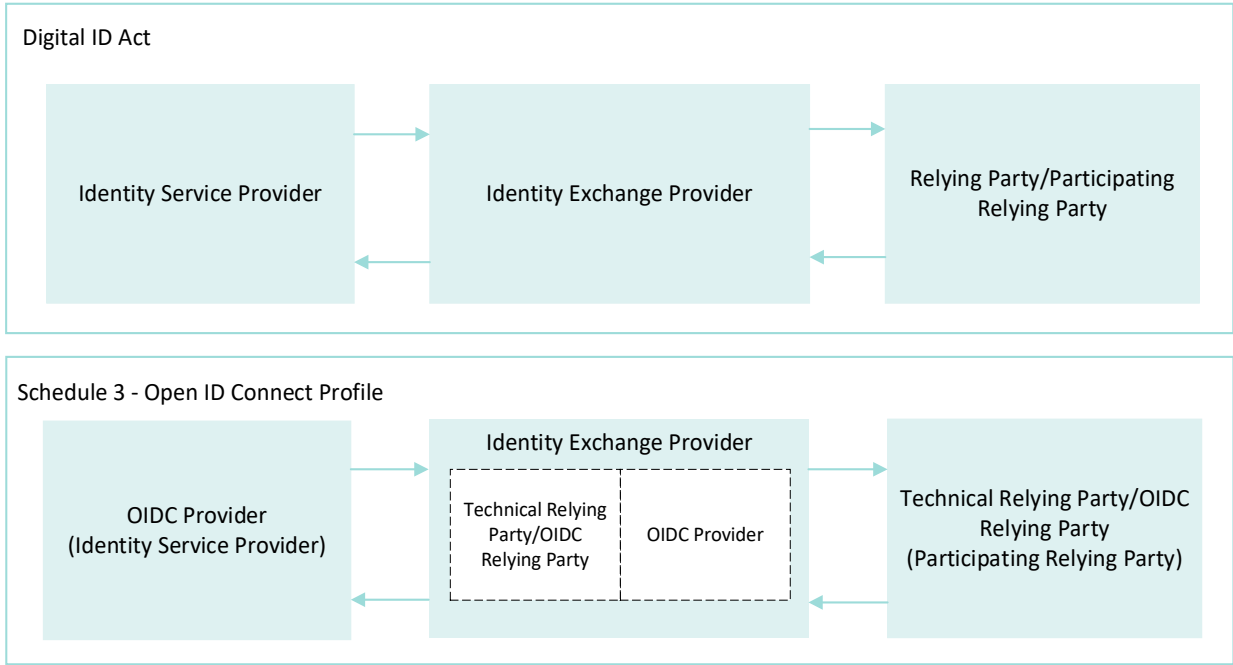 Digital ID Act
Identity Service Provider
Identity Exchange Provider
Relying Party/Participating
Relying Party
Schedule 3 - Open ID Connect Profile
OIDC Provider
(Identity Service Provider)
Identity Exchange Provider
Technical Relying
Party/OIDC
Relying Party
OIDC Provider
Technical Relying Party/OIDC
Relying Party
(Participating Relying Party)